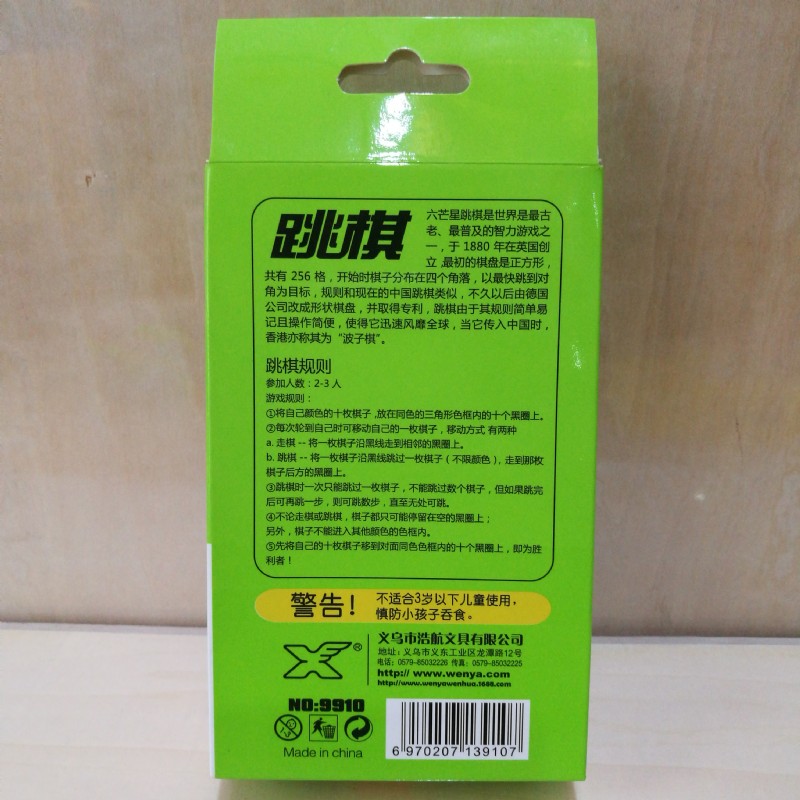 跳棋
六芒星跳棋是世界是最古
老、最普及的智力游戏之
一，于 1880 年在英国创
立 ,最初的棋盘是正方形，
共有 256 格，开始时棋子分布在四个角落，以最快跳到对
角为目标，规则和现在的中国跳棋类似，不久以后由德国
公司改成形状棋盘，并取得专利，跳棋由于其规则简单易
记且操作简便，使得它迅速风靡全球，当它传入中国时，
香港亦称其为“波子棋”。
跳棋规则
参加人数：2-3 人
游戏规则：
①将自己颜色的十枚棋子 ,放在同色的三角形色框内的十个黑圈上。
②每次轮到自己时可移动自己的一枚棋子，移动方式 有两种
a. 走棋 -- 将一枚棋子沿黑线走到相邻的黑圈上。
b. 跳棋 -- 将一枚棋子沿黑线跳过一枚棋子（不限颜色）, 走到那枚
棋子后方的黑圈上。
③跳棋时一次只能跳过一枚棋子，不能跳过数个棋子，但如果跳完
后可再跳一步，则可跳数步，直至无处可跳。
④不论走棋或跳棋，棋子都只可能停留在空的黑圈上；
另外，棋子不能进入其他颜色的色框内。
⑤先将自己的十枚棋子移到对面同色色框内的十个黑圈上，即为胜
利者！
警告！
不适合3岁以下儿童使用，
慎防小孩子吞食。
®
义乌市浩航文具有限公司
地址：义乌市义东工业区龙潭路12号
电话：0579-85032226 传真：0579-85032225
http:// www.wenya.com
http://www.wenyawenhua.1688.com
NO:9910
0-3
Made in china
6 970207 139107